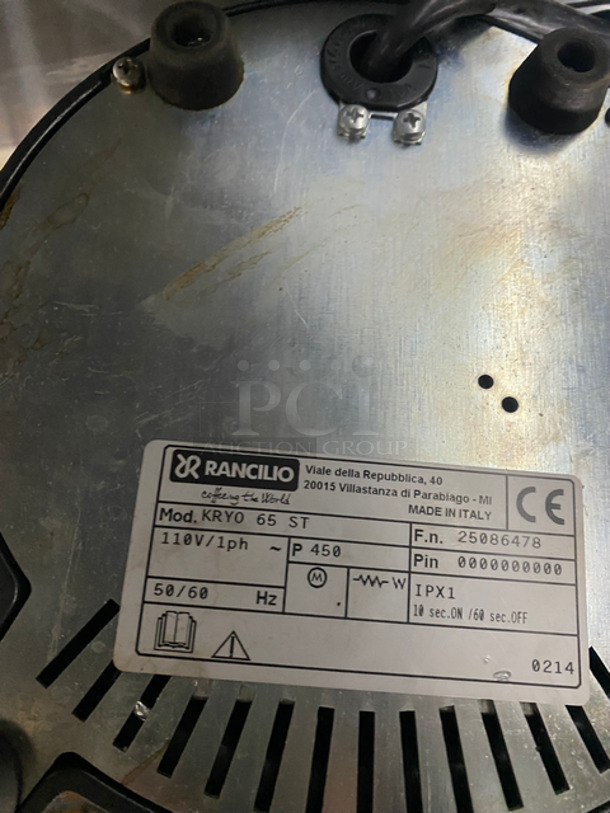 PCI
AUCTION GROUP
RANCILIO
coffeeing the World
Viale della Repubblica, 40
20015 Villastanza di Parabiago - MI
MADE IN ITALY
CE
Mod. KRYO 65 ST
F.n. 25086478
110V/1ph ~
P 450
Pin 0000000000
50/60 Hz
M
W
IPX1
10 sec.ON /60 sec.OFF
0214